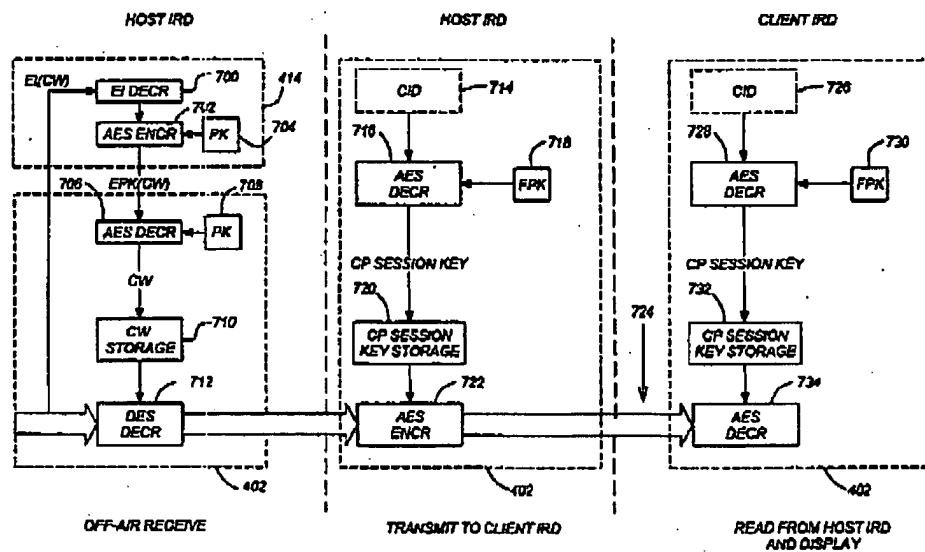 HOST IRD
EI(CW)
EI DECR
700
414
702
AES ENCR
PK
704
EPK(CW)
706
708
AES DECR
PK
CW
CW
STORAGE
710
712
DES
DECR
402
OFF-AIR RECEIVE
HOST IRD
CID
714
716
718
AES
DECR
FPK
CP SESSION KEY
720
CP SESSION
KEY STORAGE
722
AES
ENCR
402
TRANSMIT TO CLIENT IRD
CLIENT IRD
CID
726
728
730
AES
DECR
FPK
CP SESSION KEY
732
724
CP SESSION
KEY STORAGE
734
AES
DECR
402
READ FROM HOST IRD
AND DISPLAY